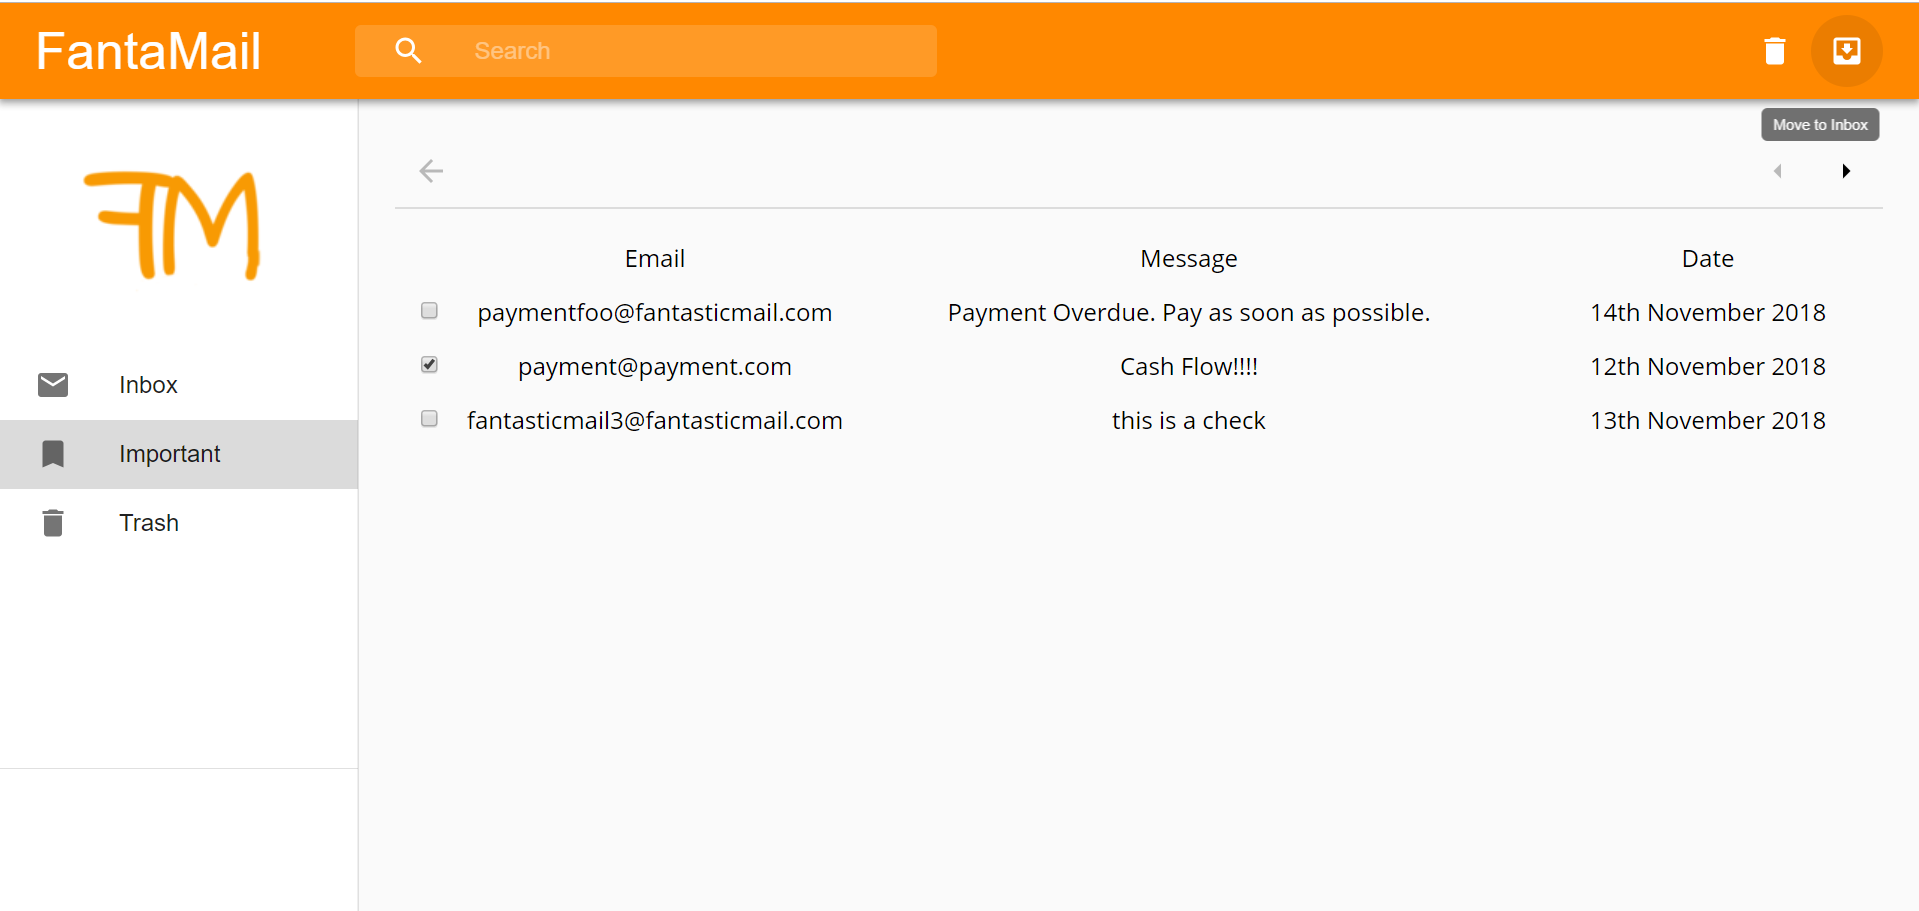 FantaMail
Search
Move to Inbox
FM
Inbox
Important
Trash
Email Message Date
paymentfoo@fantasticmail.com Payment Overdue. Pay as soon as possible. 14th November 2018
payment@payment.com Cash Flow!!!! 12th November 2018
fantasticmail3@fantasticmail.com this is a check 13th November 2018